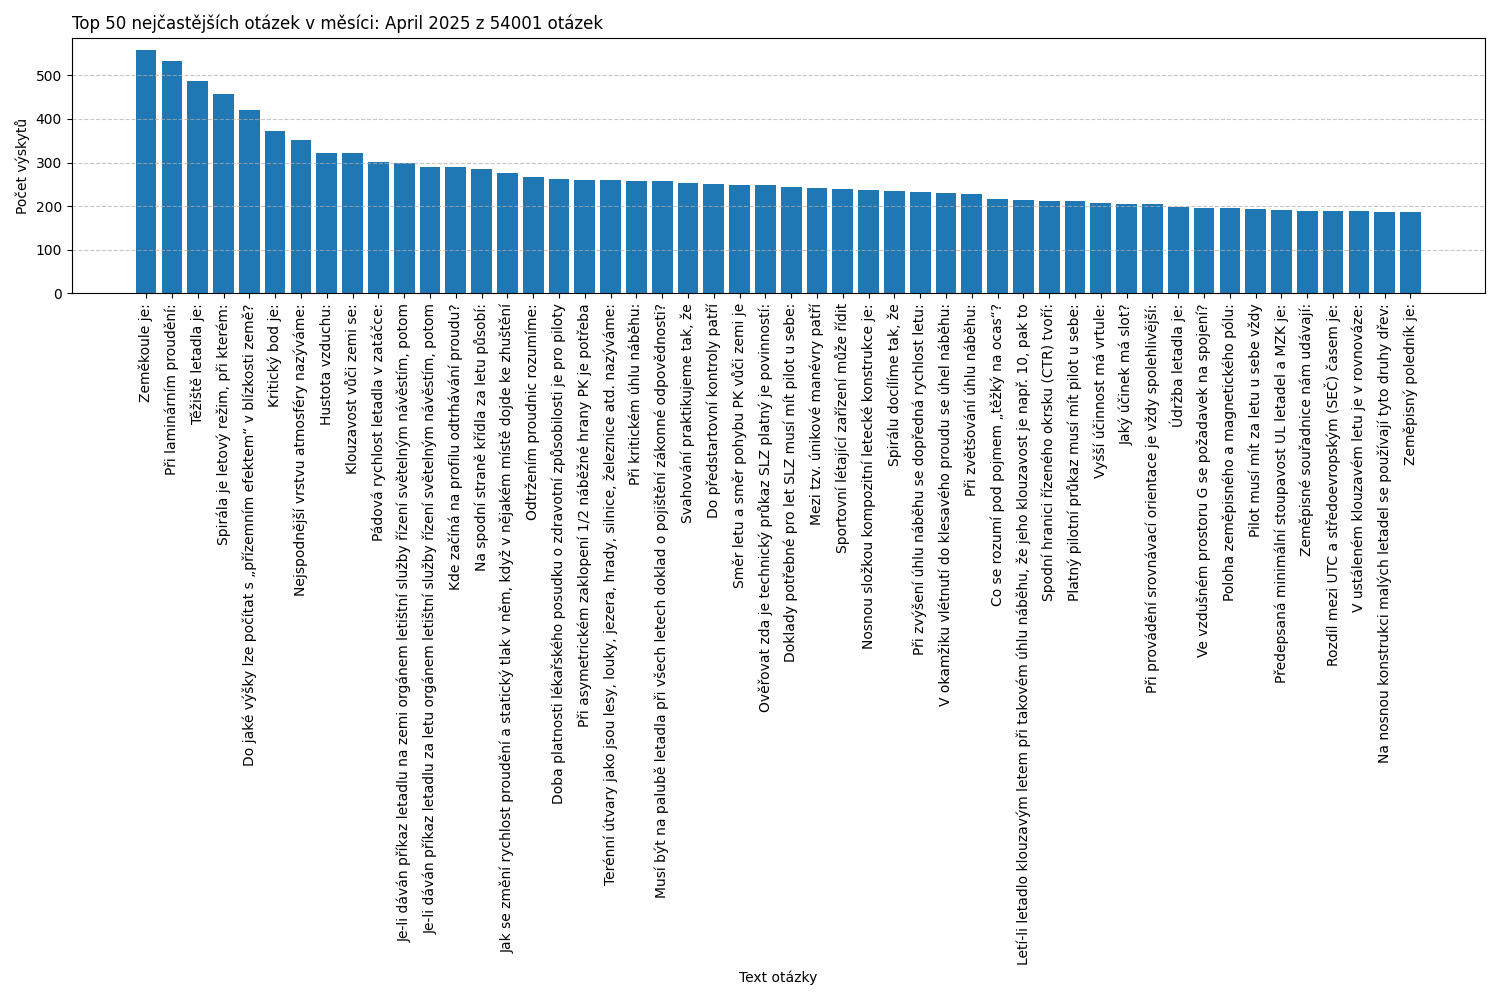 Top 50 nejčastějších otázek v měsíci: April 2025 z 54001 otázek
Počet výskytů
500
400
300
200
100
0
Zeměkoule je:
Při laminárním proudění:
Těžiště letadla je:
Spirála je letový režim, při kterém:
Do jaké výšky lze počítat s „přízemním efektem“ v blízkosti země?
Kritický bod je:
Nejspodnější vrstvu atmosféry nazýváme:
Hustota vzduchu:
Klouzavost vůči zemi se:
Pádová rychlost letadla v zatáčce:
Je-li dáván příkaz letadlu na zemi orgánem letištní služby řízení světelným návěstím, potom
Je-li dáván příkaz letadlu za letu orgánem letištní služby řízení světelným návěstím, potom
Kde začíná na profilu odtrhávání proudu?
Na spodní straně křídla za letu působí:
Jak se změní rychlost proudění a statický tlak v něm, když v nějakém místě dojde ke zhuštění
Odtržením proudnic rozumíme:
Doba platnosti lékařského posudku o zdravotní způsobilosti je pro piloty
Při asymetrickém zaklopení 1/2 náběžné hrany PK je potřeba
Terénní útvary jako jsou lesy, louky, jezera, hrady, silnice, železnice atd. nazýváme:
Při kritickém úhlu náběhu:
Musí být na palubě letadla při všech letech doklad o pojištění zákonné odpovědnosti?
Svahování praktikujeme tak, že
Do předstartovní kontroly patří
Směr letu a směr pohybu PK vůči zemi je
Ověřovat zda je technický průkaz SLZ platný je povinností:
Doklady potřebné pro let SLZ musí mít pilot u sebe:
Mezi tzv. únikové manévry patří
Sportovní létající zařízení může řídit
Nosnou složkou kompozitní letecké konstrukce je:
Spirálu docílíme tak, že
Při zvýšení úhlu náběhu se dopředná rychlost letu:
V okamžiku vlétnutí do klesavého proudu se úhel náběhu:
Při zvětšování úhlu náběhu:
Co se rozumí pod pojmem „těžký na ocas“?
Letí-li letadlo klouzavým letem při takovém úhlu náběhu, že jeho klouzavost je např. 10, pak to
Spodní hranici řízeného okrsku (CTR) tvoří:
Platný pilotní průkaz musí mít pilot u sebe:
Vyšší účinnost má vrtule:
Jaký účinek má slot?
Při provádění srovnávací orientace je vždy spolehlivější
Údržba letadla je:
Ve vzdušném prostoru G se požadavek na spojení?
Poloha zeměpisného a magnetického pólu:
Pilot musí mít za letu u sebe vždy
Předepsaná minimální stoupavost UL letadel a MZK je:
Zeměpisné souřadnice nám udávají:
Rozdíl mezi UTC a středoevropským (SEČ) časem je:
V ustáleném klouzavém letu je v rovnováze:
Na nosnou konstrukci malých letadel se používají tyto druhy dřev:
Zeměpisný poledník je:
Text otázky